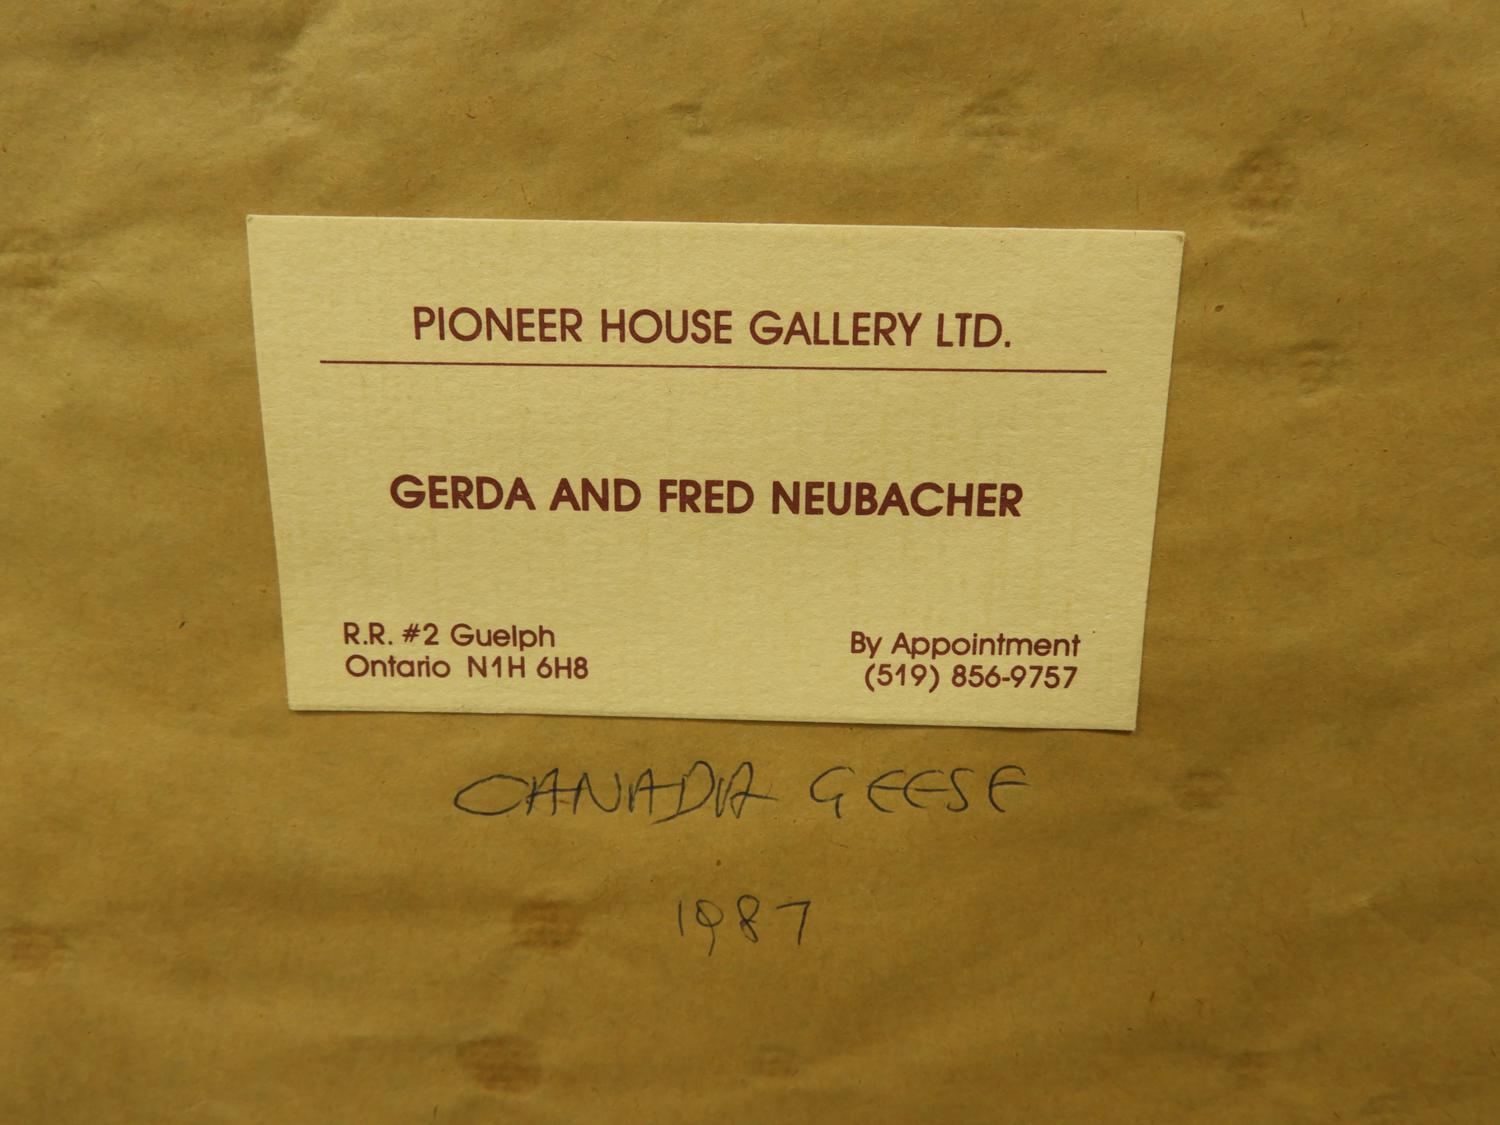 PIONEER HOUSE GALLERY LTD.
GERDA AND FRED NEUBACHER
R.R. #2 Guelph
Ontario N1H 6H8
By Appointment
(519) 856-9757
CANADA GEESE
1987